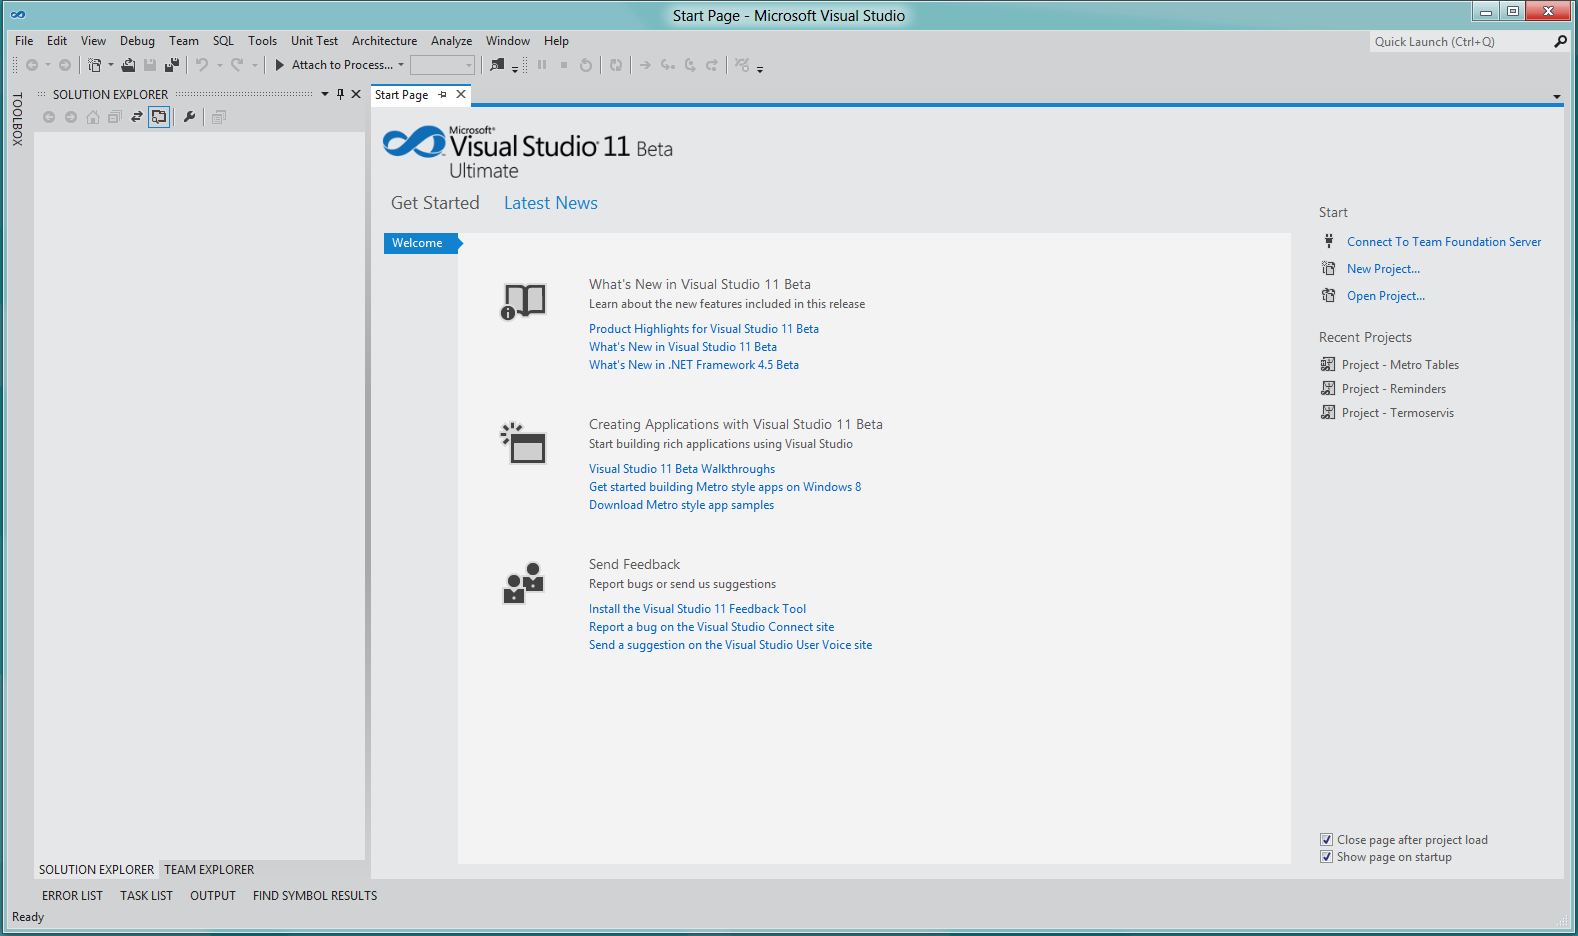 Start Page - Microsoft Visual Studio
File Edit View Debug Team SQL Tools Unit Test Architecture Analyze Window Help
Quick Launch (Ctrl+Q)
Attach to Process...
TOOLBOX
SOLUTION EXPLORER
Start Page
Microsoft®
Visual Studio® 11 Beta
Ultimate
Get Started Latest News
Welcome
What's New in Visual Studio 11 Beta
Learn about the new features included in this release
Product Highlights for Visual Studio 11 Beta
What's New in Visual Studio 11 Beta
What's New in .NET Framework 4.5 Beta
Creating Applications with Visual Studio 11 Beta
Start building rich applications using Visual Studio
Visual Studio 11 Beta Walkthroughs
Get started building Metro style apps on Windows 8
Download Metro style app samples
Send Feedback
Report bugs or send us suggestions
Install the Visual Studio 11 Feedback Tool
Report a bug on the Visual Studio Connect site
Send a suggestion on the Visual Studio User Voice site
Start
Connect To Team Foundation Server
New Project...
Open Project...
Recent Projects
Project - Metro Tables
Project - Reminders
Project - Termoservis
Close page after project load
Show page on startup
SOLUTION EXPLORER TEAM EXPLORER
ERROR LIST TASK LIST OUTPUT FIND SYMBOL RESULTS
Ready